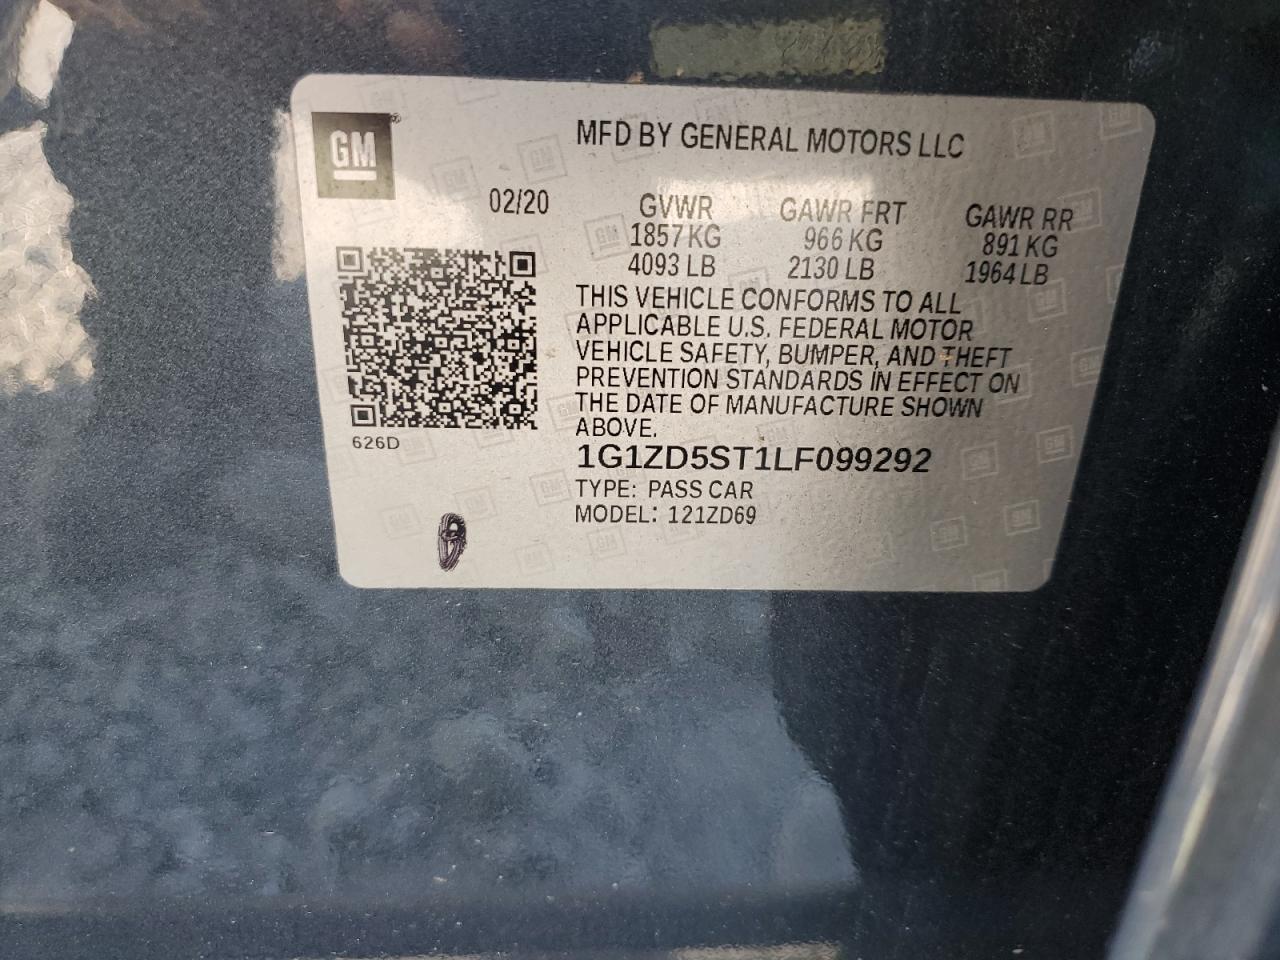 GM
MFD BY GENERAL MOTORS LLC
02/20
GVWR GAWR FRT GAWR RR
1857 KG 966 KG 891 KG
4093 LB 2130 LB 1964 LB
THIS VEHICLE CONFORMS TO ALL
APPLICABLE U.S. FEDERAL MOTOR
VEHICLE SAFETY, BUMPER, AND THEFT
PREVENTION STANDARDS IN EFFECT ON
THE DATE OF MANUFACTURE SHOWN
ABOVE.
626D
1G1ZD5ST1LF099292
TYPE: PASS CAR
MODEL: 121ZD69